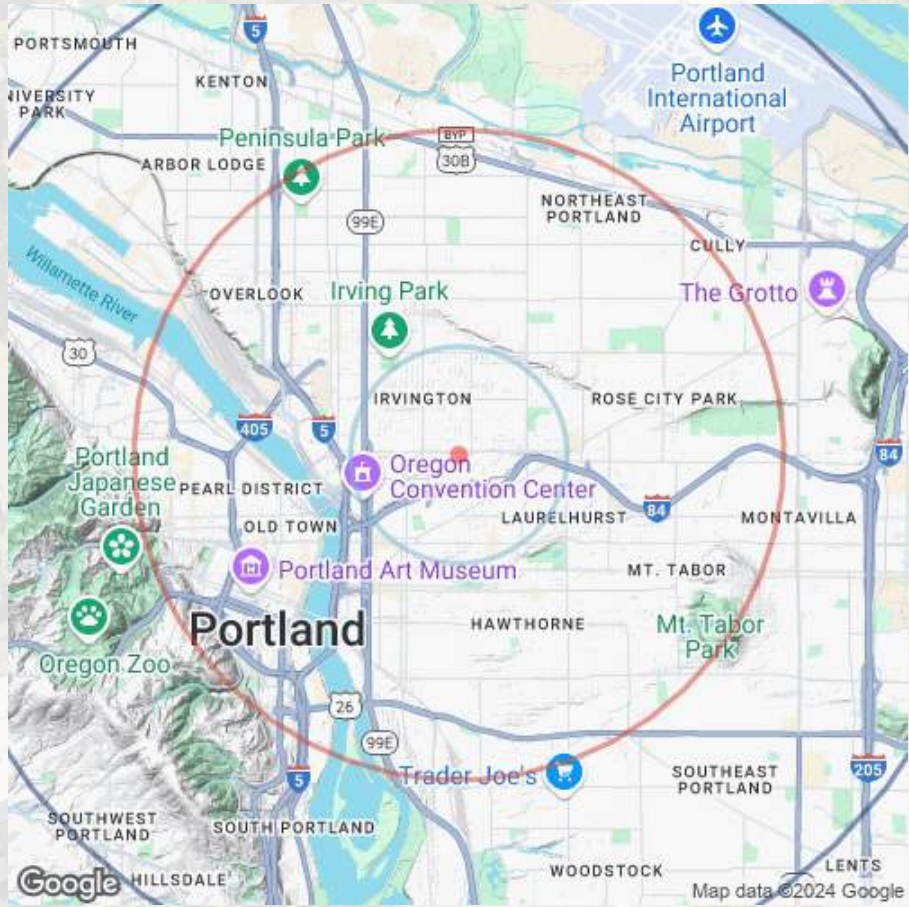 5
PORTSMOUTH
Portland
International
Airport
KENTON
NIVERSITY
PARK
Peninsula Park
BYP
30B
ARBOR LODGE
NORTHEAST
PORTLAND
99E
CULLY
Willamette River
OVERLOOK
Irving Park
The Grotto
30
IRVINGTON
ROSE CITY PARK
405
5
84
Portland
Japanese
Garden
Oregon
Convention Center
PEARL DISTRICT
84
LAURELHURST
MONTAVILLA
OLD TOWN
Portland Art Museum
MT. TABOR
Portland
HAWTHORNE
Mt. Tabor
Park
Oregon Zoo
26
99E
Trader Joe's
5
SOUTHEAST
PORTLAND
205
SOUTHWEST
PORTLAND
SOUTH PORTLAND
WOODSTOCK
LENTS
Google
HILLSDALE
Map data ©2024 Google